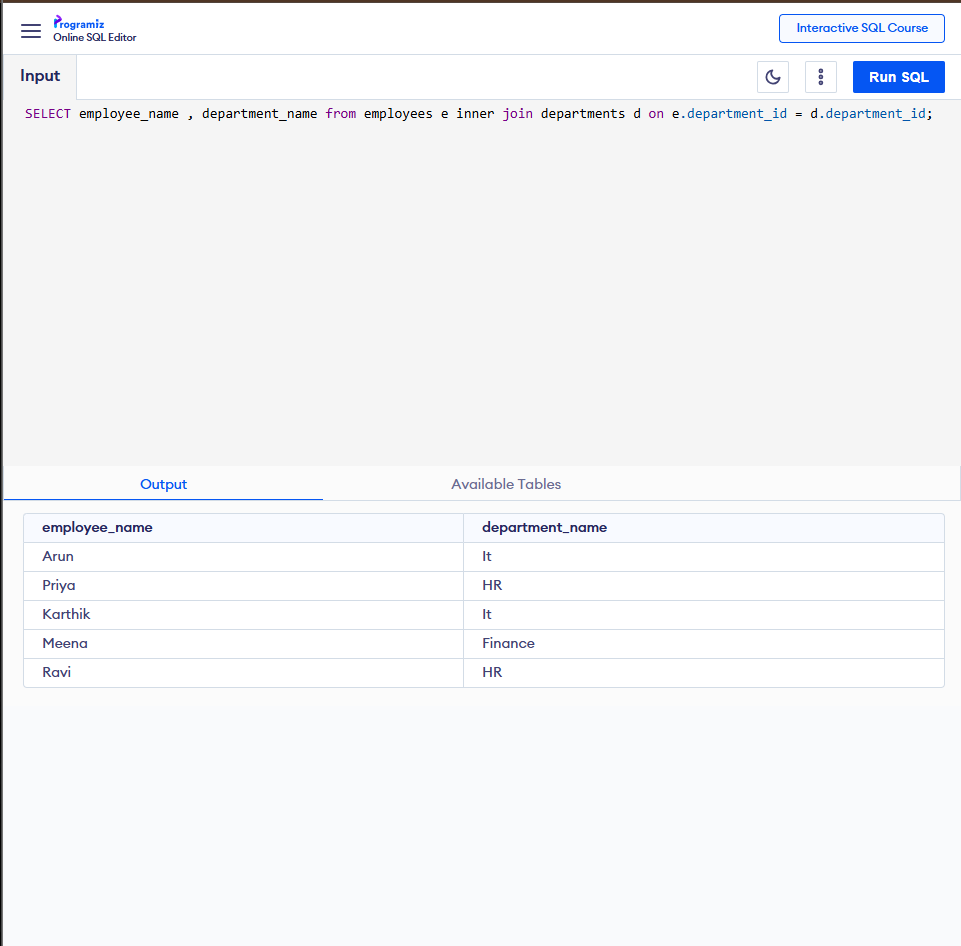 Programiz
Online SQL Editor
Interactive SQL Course
Input
Run SQL
SELECT employee_name , department_name from employees e inner join departments d on e.department_id = d.department_id;
Output Available Tables
employee_name department_name
Arun It
Priya HR
Karthik It
Meena Finance
Ravi HR